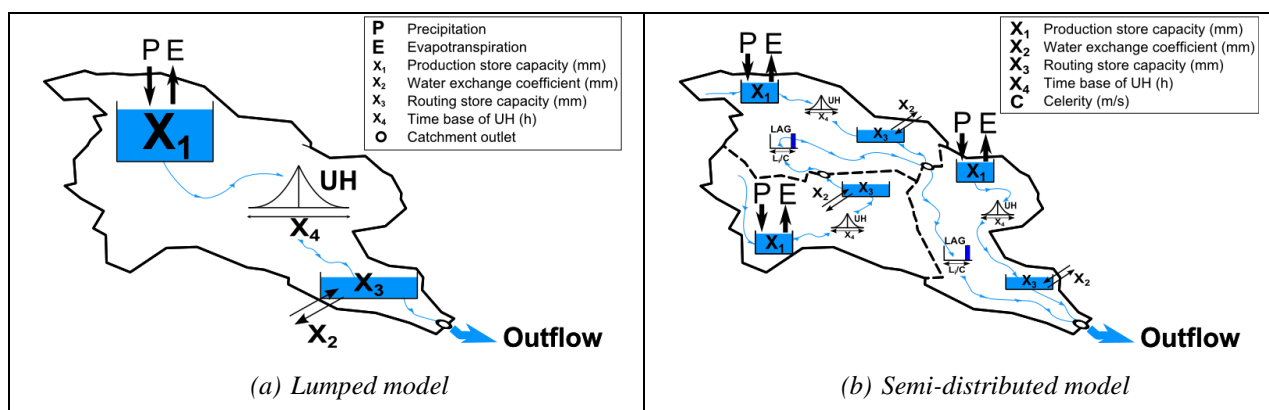 P Precipitation
E Evapotranspiration
X₁ Production store capacity (mm)
X₂ Water exchange coefficient (mm)
X₃ Routing store capacity (mm)
X₄ Time base of UH (h)
O Catchment outlet
P E
X₁
UH
X₄
X₃
X₂
Outflow
(a) Lumped model
X₁ Production store capacity (mm)
X₂ Water exchange coefficient (mm)
X₃ Routing store capacity (mm)
X₄ Time base of UH (h)
C Celerity (m/s)
P E
X₁
UH
X₄
X₂
X₃
LAG
Lᵢ/C
P E
X₁
UH
X₄
X₂
X₃
P E
X₁
UH
X₄
LAG
Lᵢ/C
X₃
X₂
Outflow
(b) Semi-distributed model